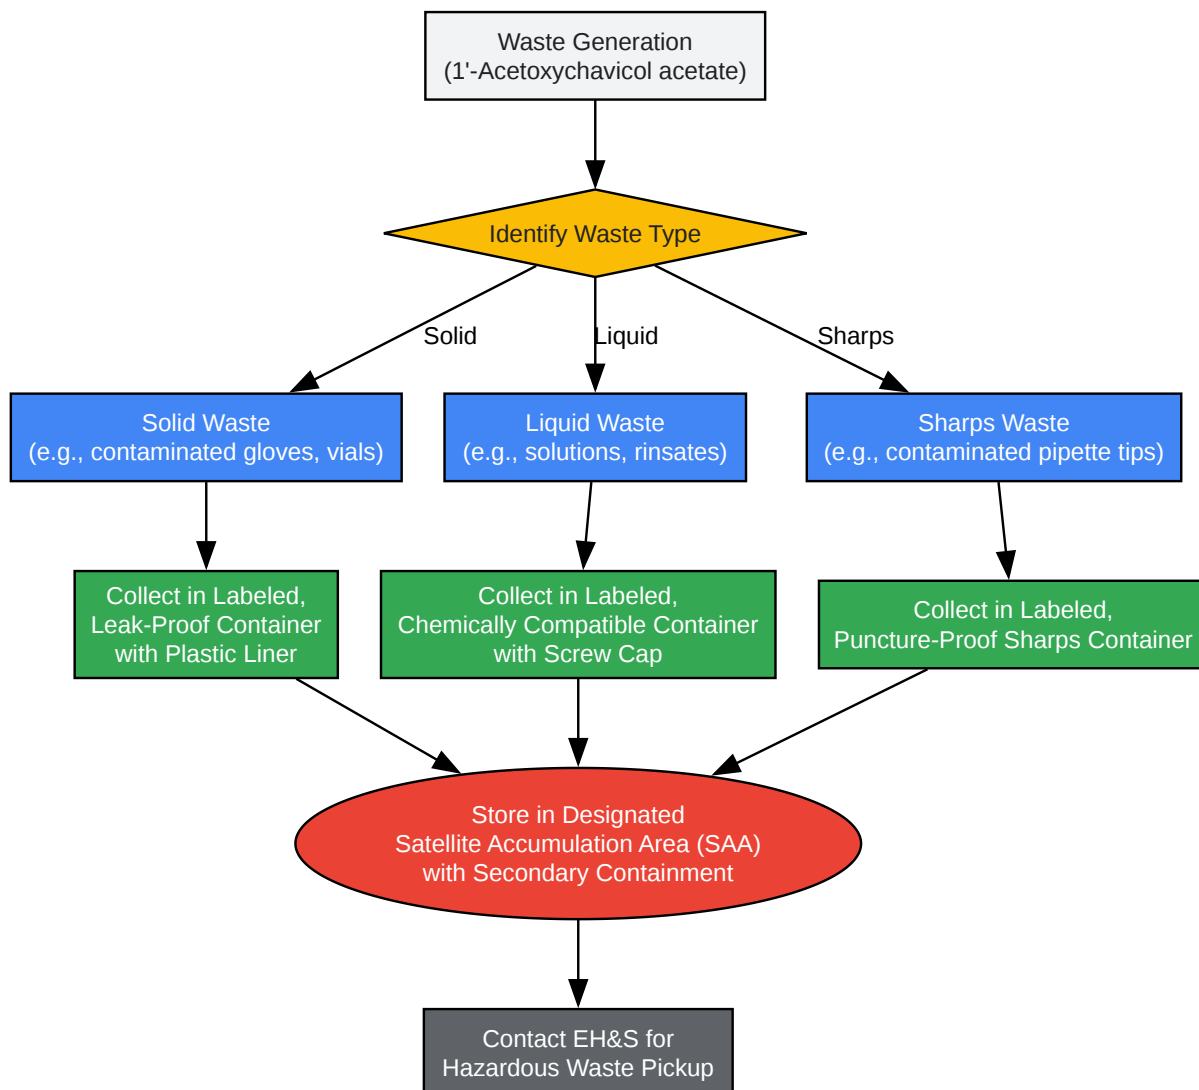 Waste Generation
(1'-Acetoxychavicol acetate)
Identify Waste Type
Solid
Liquid
Sharps
Solid Waste
(e.g., contaminated gloves, vials)
Liquid Waste
(e.g., solutions, rinsates)
Sharps Waste
(e.g., contaminated pipette tips)
Collect in Labeled,
Leak-Proof Container
with Plastic Liner
Collect in Labeled,
Chemically Compatible Container
with Screw Cap
Collect in Labeled,
Puncture-Proof Sharps Container
Store in Designated
Satellite Accumulation Area (SAA)
with Secondary Containment
Contact EH&S for
Hazardous Waste Pickup